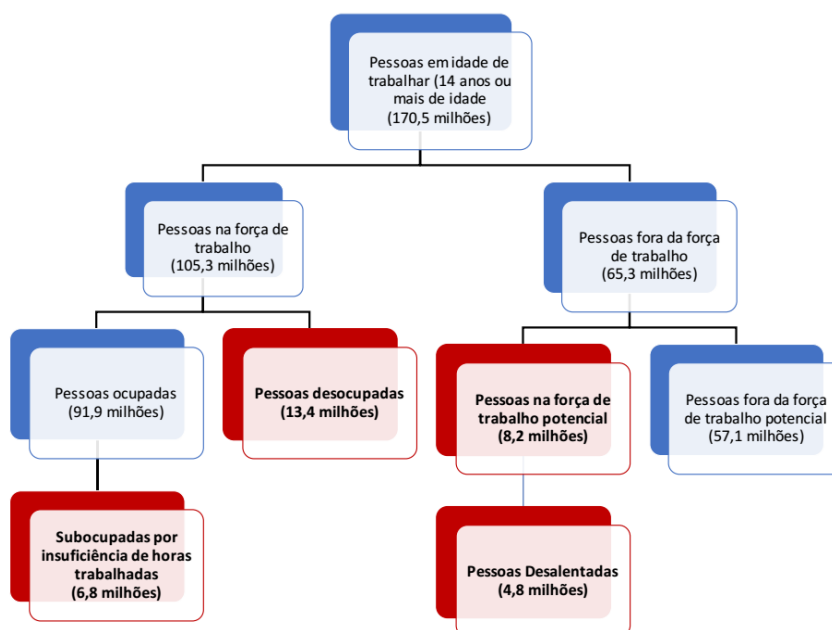 Pessoas em idade de
trabalhar (14 anos ou
mais de idade
(170,5 milhões)
Pessoas na força de
trabalho
(105,3 milhões)
Pessoas fora da força
de trabalho
(65,3 milhões)
Pessoas ocupadas
(91,9 milhões)
Pessoas desocupadas
(13,4 milhões)
Pessoas na força de
trabalho potencial
(8,2 milhões)
Pessoas fora da força
de trabalho potencial
(57,1 milhões)
Subocupadas por
insuficiência de horas
trabalhadas
(6,8 milhões)
Pessoas Desalentadas
(4,8 milhões)